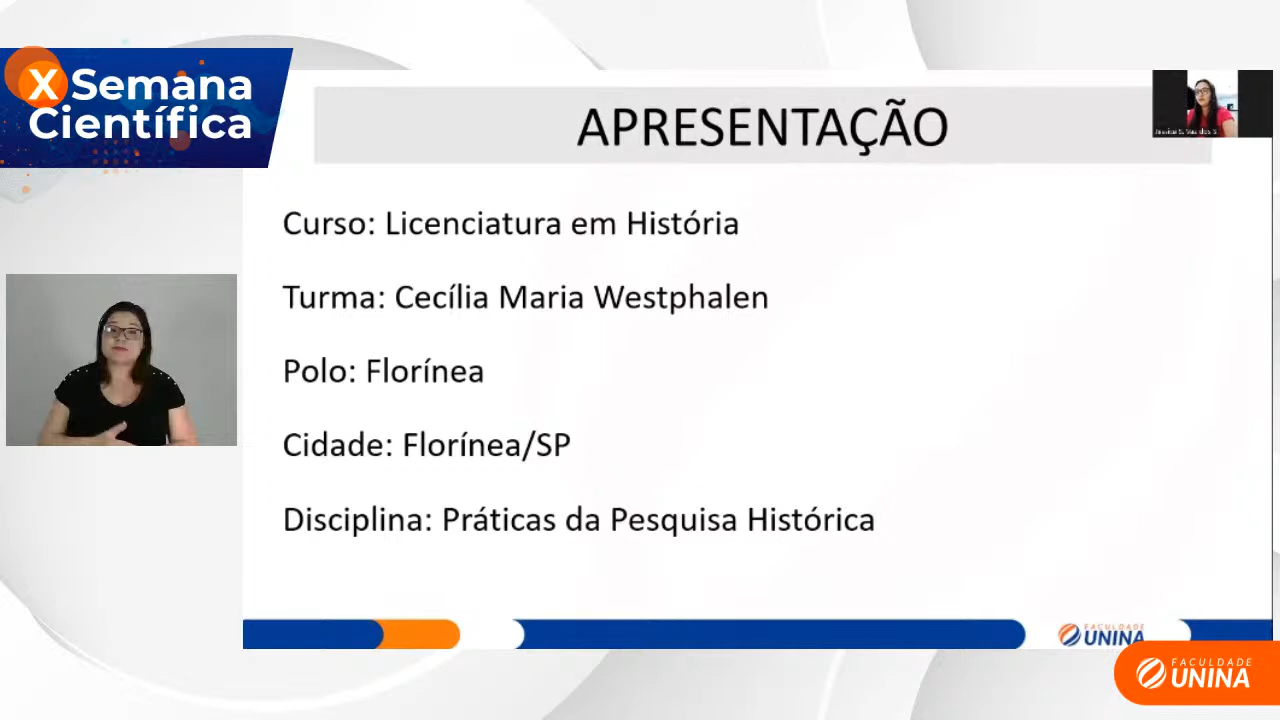 X Semana
Científica
APRESENTAÇÃO
Curso: Licenciatura em História
Turma: Cecília Maria Westphalen
Polo: Florínea
Cidade: Florínea/SP
Disciplina: Práticas da Pesquisa Histórica
FACULDADE
UNINA
FACULDADE
UNINA